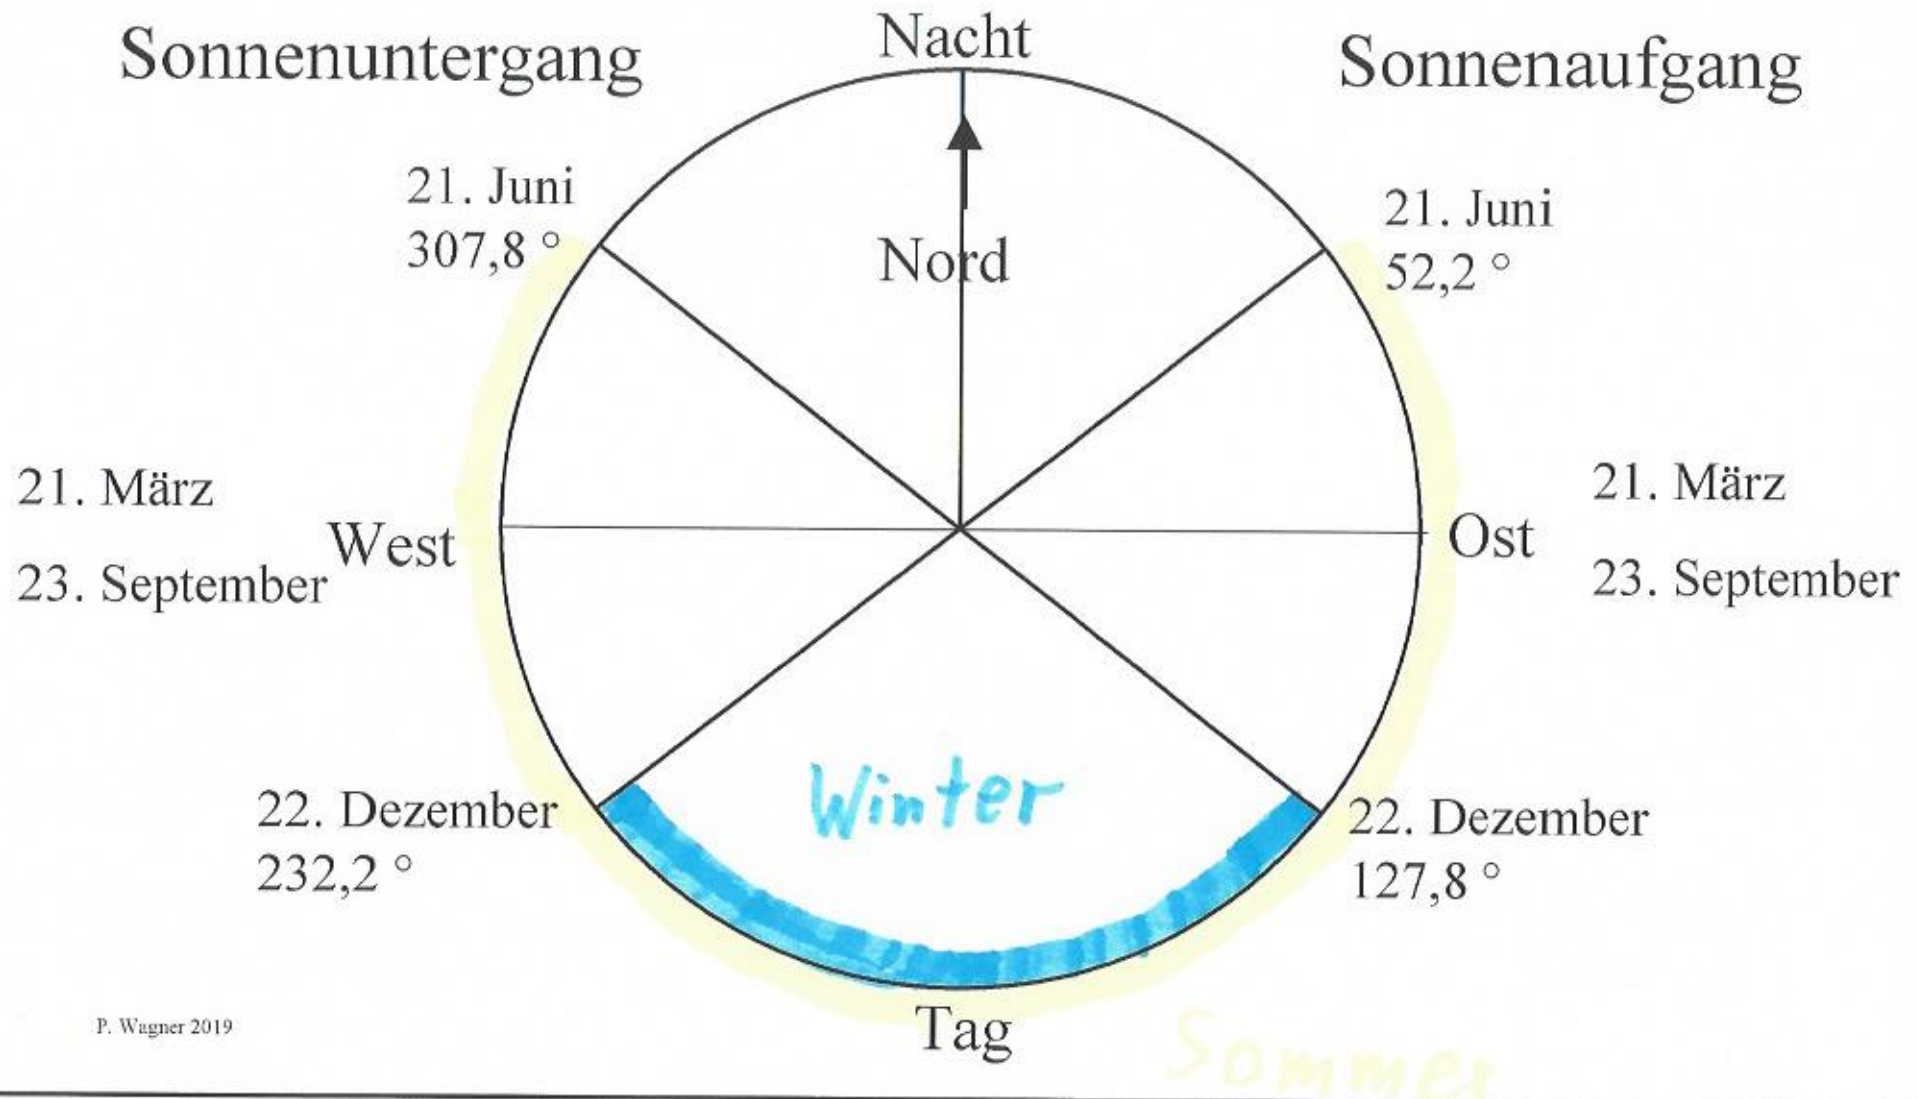 Sonnenuntergang
Nacht
Sonnenaufgang
21. Juni
307,8 °
Nord
21. Juni
52,2 °
21. März
West
23. September
Ost
21. März
23. September
Winter
22. Dezember
232,2 °
22. Dezember
127,8 °
P. Wagner 2019
Tag
Sommer